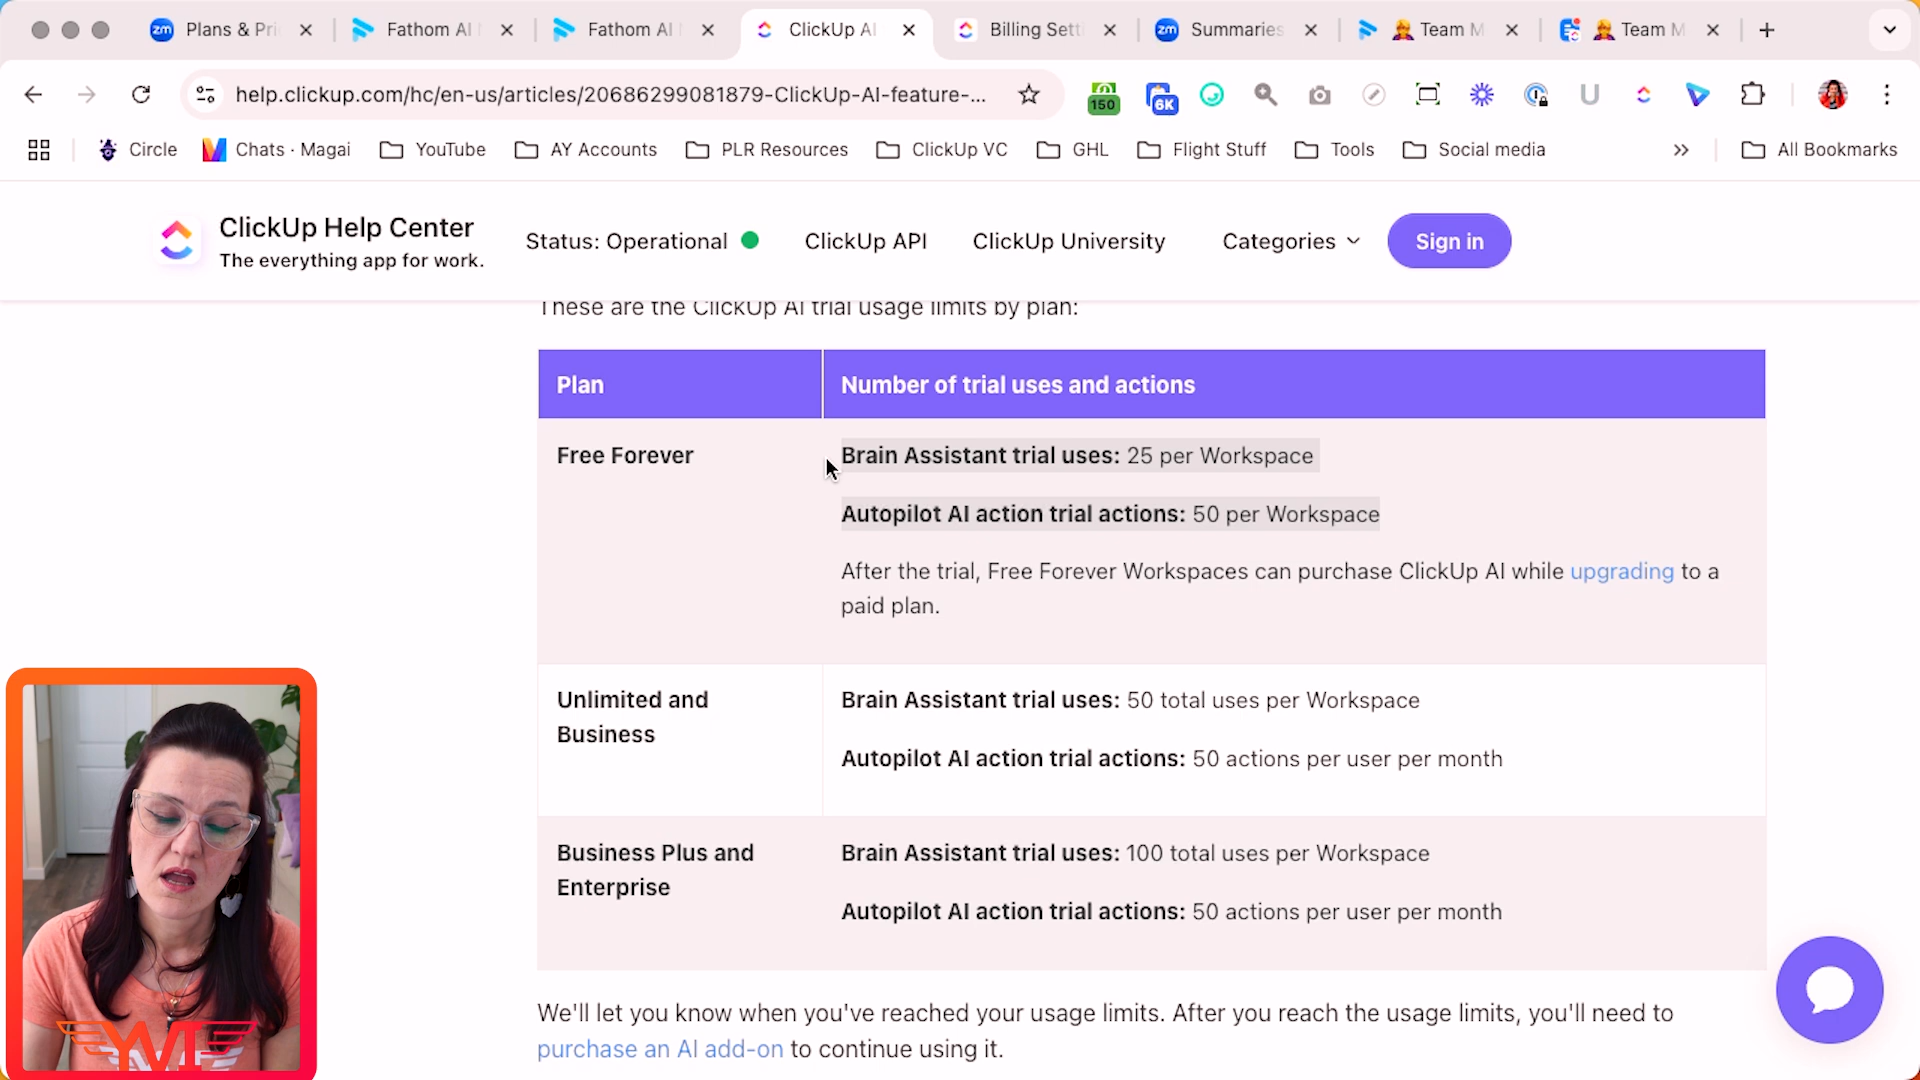 zm Plans & Pri
Fathom AI
Fathom AI
ClickUp AI
Billing Setti
zm Summaries
Team M
Team M
help.clickup.com/hc/en-us/articles/20686299081879-ClickUp-AI-feature-...
150
6K
U
Circle
Chats · Magai
YouTube
AY Accounts
PLR Resources
ClickUp VC
GHL
Flight Stuff
Tools
Social media
All Bookmarks
ClickUp Help Center
The everything app for work.
Status: Operational
ClickUp API
ClickUp University
Categories
Sign in
These are the ClickUp AI trial usage limits by plan:
Plan
Number of trial uses and actions
Free Forever
Brain Assistant trial uses: 25 per Workspace
Autopilot AI action trial actions: 50 per Workspace
After the trial, Free Forever Workspaces can purchase ClickUp AI while upgrading to a
paid plan.
Unlimited and
Business
Brain Assistant trial uses: 50 total uses per Workspace
Autopilot AI action trial actions: 50 actions per user per month
Business Plus and
Enterprise
Brain Assistant trial uses: 100 total uses per Workspace
Autopilot AI action trial actions: 50 actions per user per month
We'll let you know when you've reached your usage limits. After you reach the usage limits, you'll need to
purchase an AI add-on to continue using it.